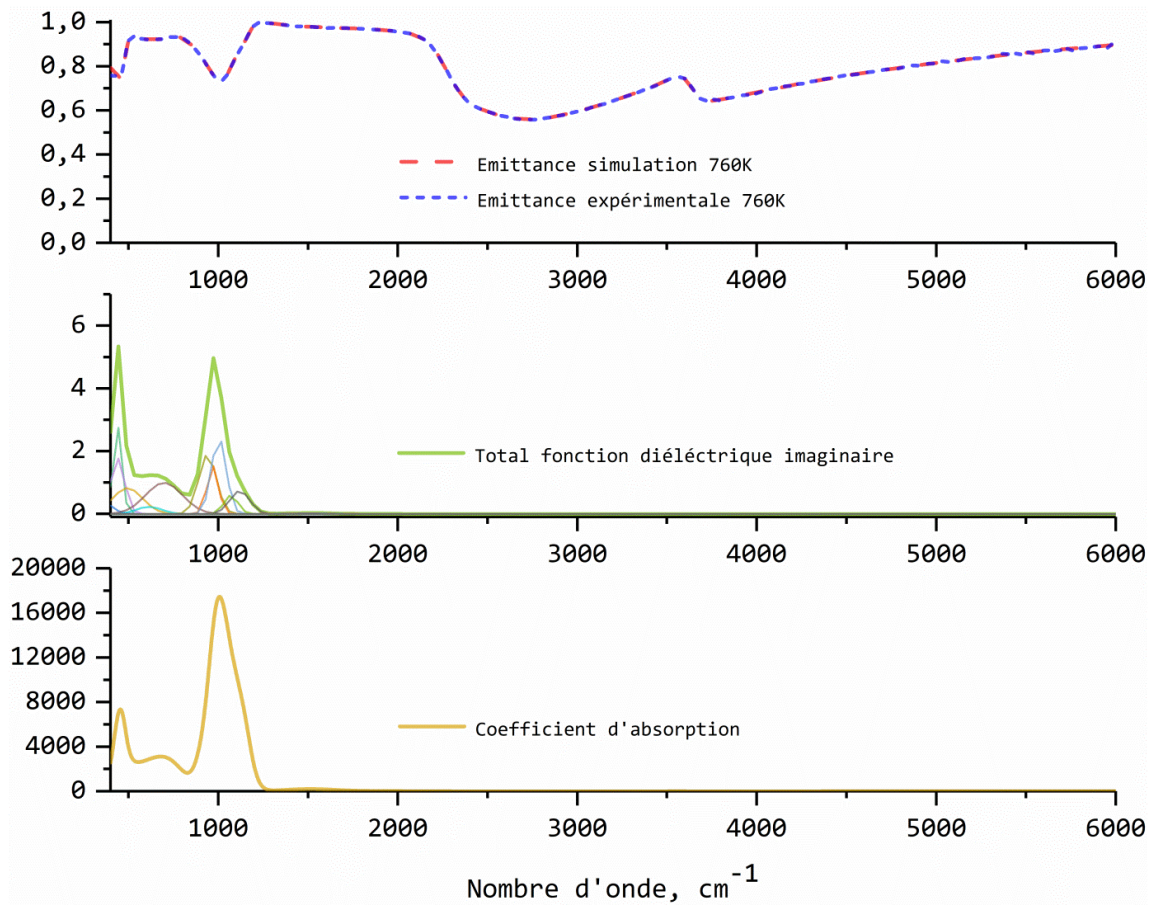 1,0
0,8
0,6
0,4
0,2
0,0
Emittance simulation 760K
Emittance expérimentale 760K
1000 2000 3000 4000 5000 6000
6
4
2
0
Total fonction diéléctrique imaginaire
1000 2000 3000 4000 5000 6000
20000
16000
12000
8000
4000
0
Coefficient d'absorption
1000 2000 3000 4000 5000 6000
Nombre d'onde, cm⁻¹